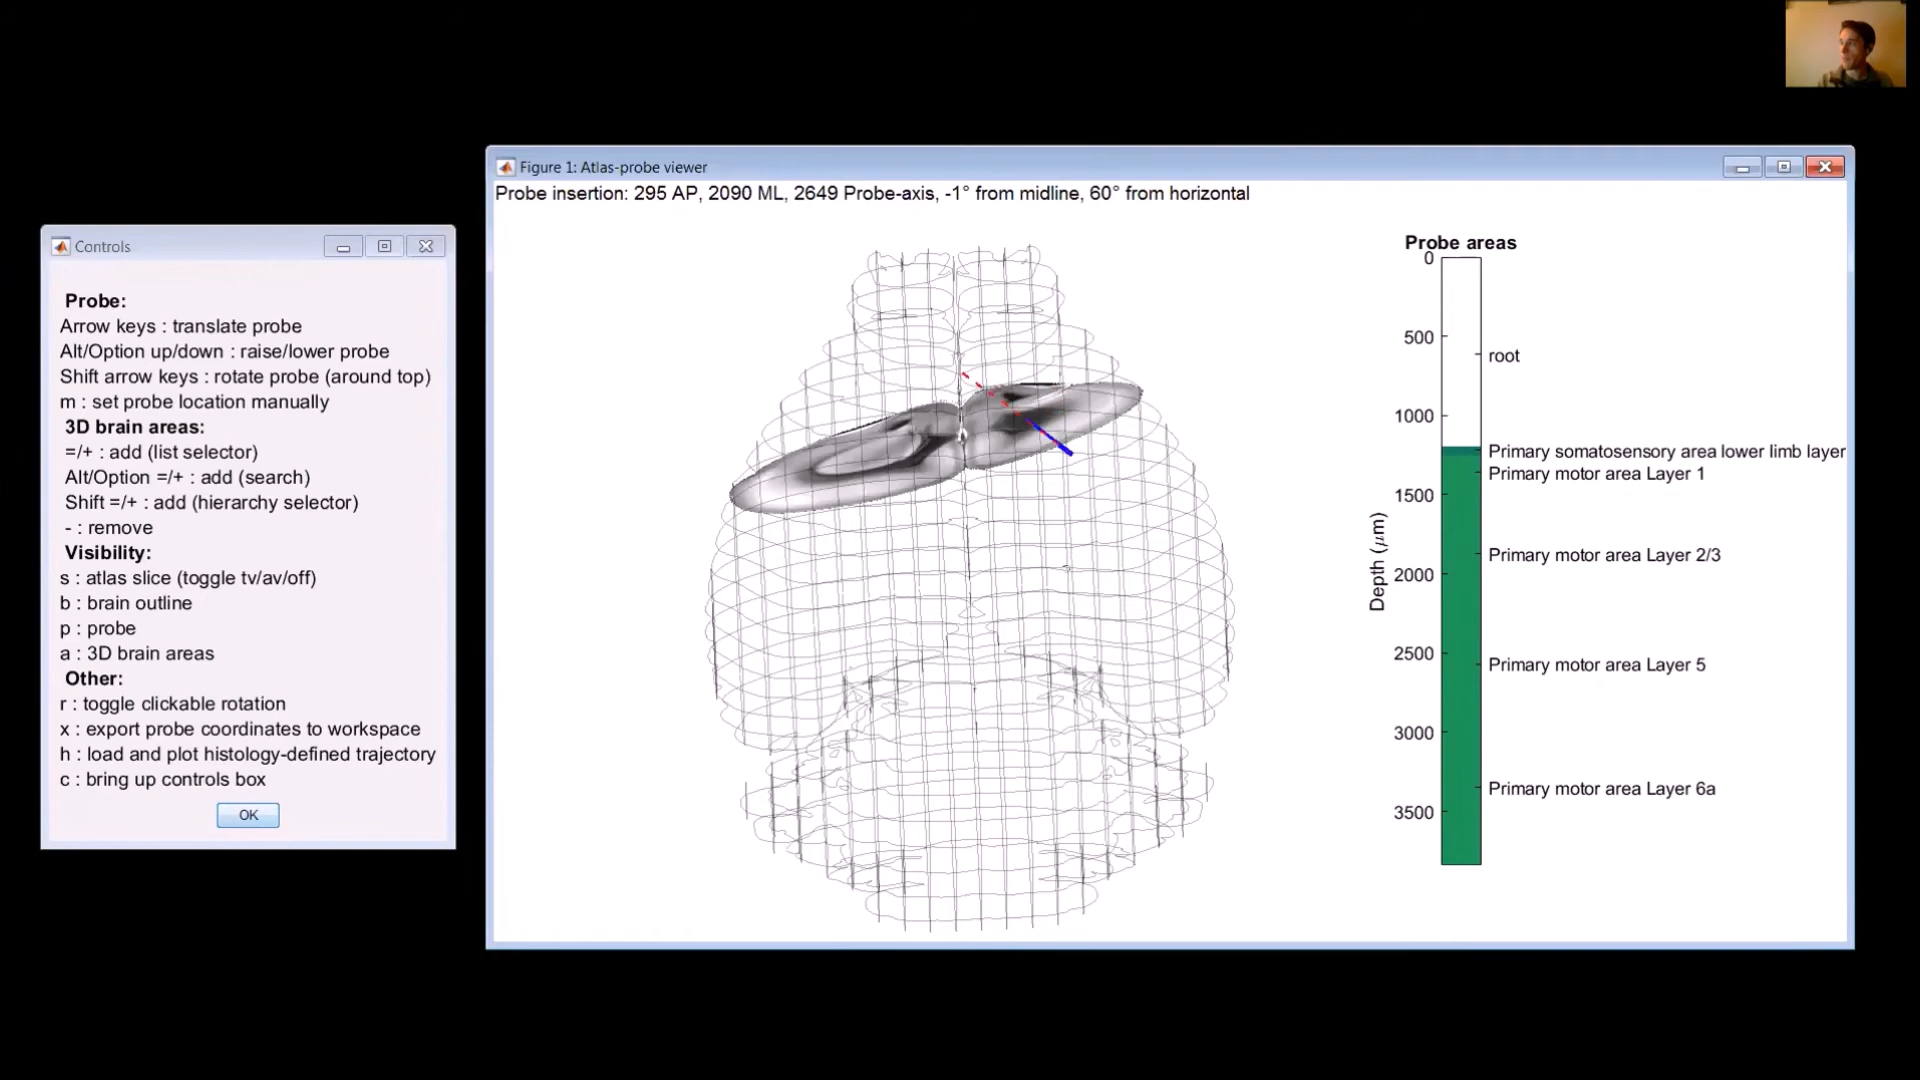 Controls
Probe:
Arrow keys : translate probe
Alt/Option up/down : raise/lower probe
Shift arrow keys : rotate probe (around top)
m : set probe location manually
3D brain areas:
=/+ : add (list selector)
Alt/Option =/+ : add (search)
Shift =/+ : add (hierarchy selector)
- : remove
Visibility:
s : atlas slice (toggle tv/av/off)
b : brain outline
p : probe
a : 3D brain areas
Other:
r : toggle clickable rotation
x : export probe coordinates to workspace
h : load and plot histology-defined trajectory
c : bring up controls box
OK
Figure 1: Atlas-probe viewer
Probe insertion: 295 AP, 2090 ML, 2649 Probe-axis, -1° from midline, 60° from horizontal
Probe areas
0
500
root
1000
Primary somatosensory area lower limb layer
Primary motor area Layer 1
1500
Primary motor area Layer 2/3
2000
Depth (μm)
2500
Primary motor area Layer 5
3000
Primary motor area Layer 6a
3500